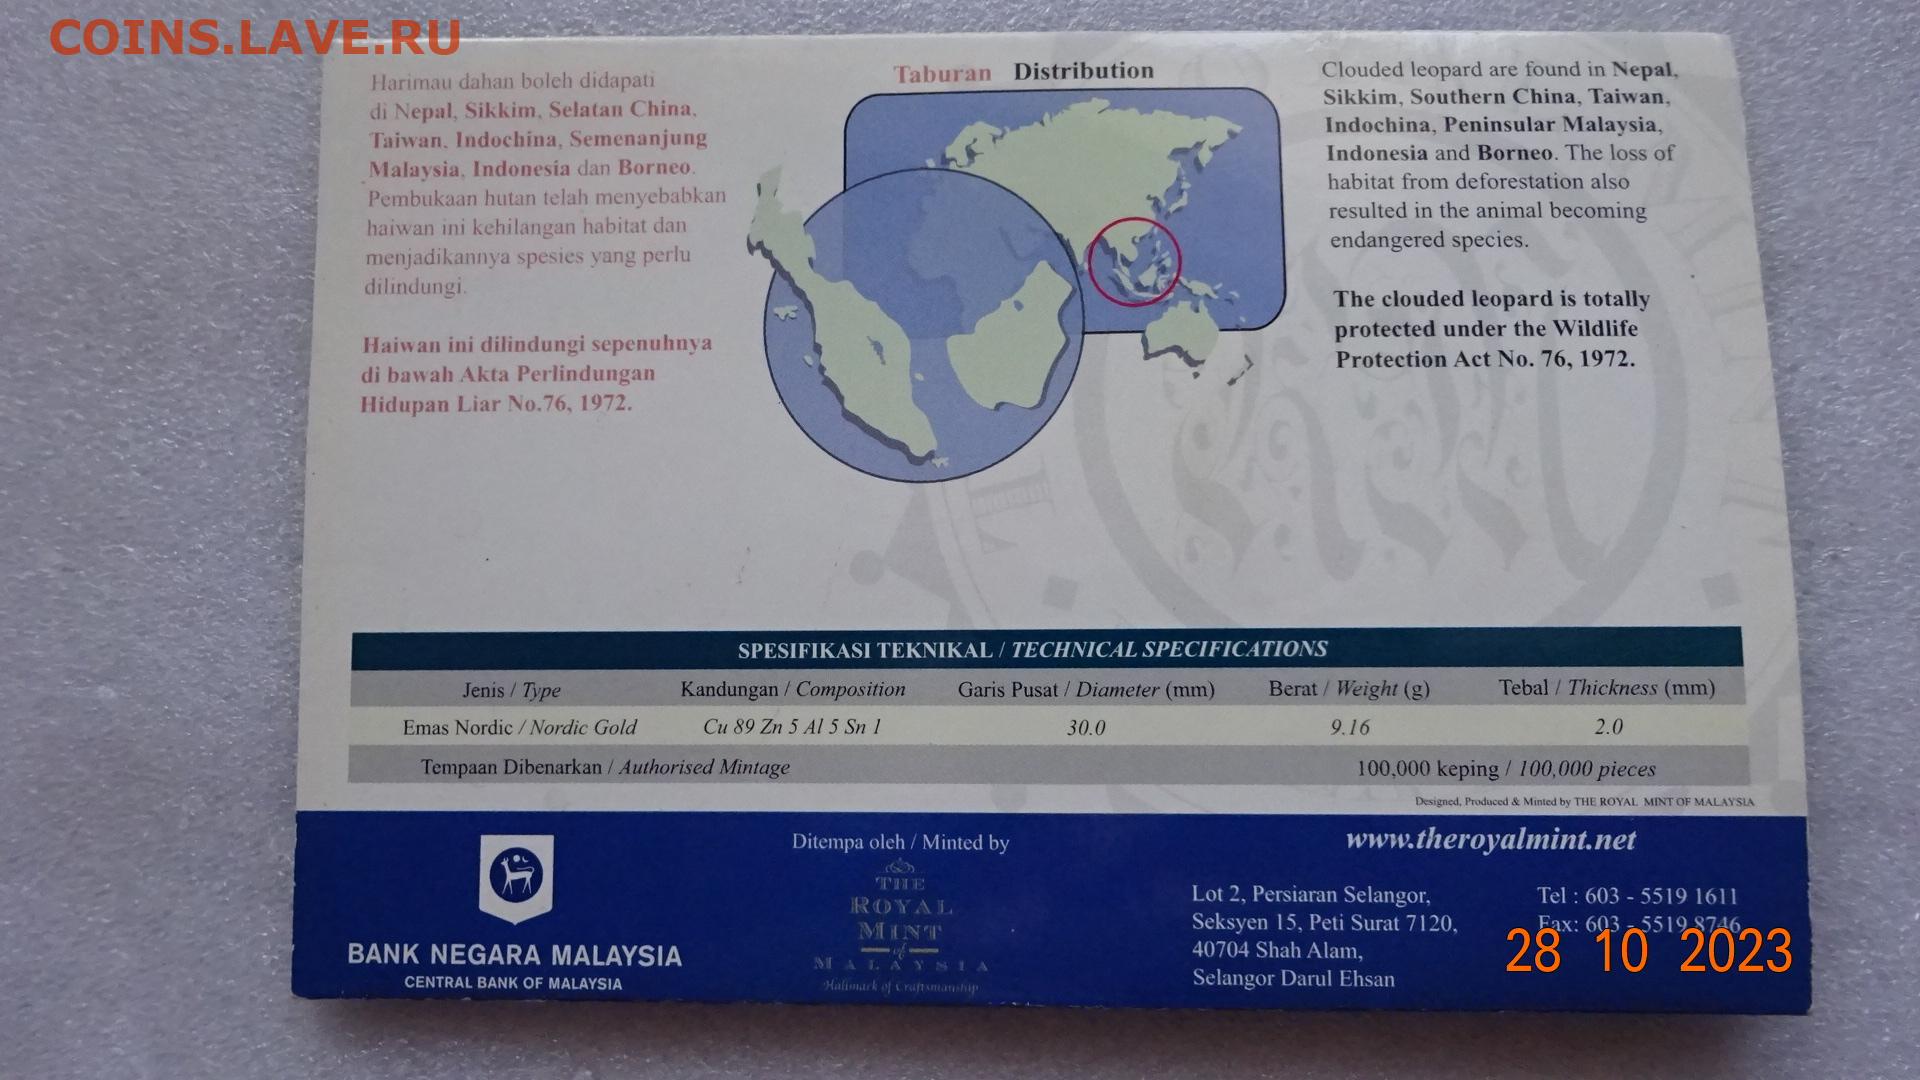 COINS.LAVE.RU
Harimau dahan boleh didapati
di Nepal, Sikkim, Selatan China,
Taiwan, Indochina, Semenanjung
Malaysia, Indonesia dan Borneo.
Pembukaan hutan telah menyebabkan
haiwan ini kehilangan habitat dan
menjadikannya spesies yang perlu
dilindungi.
Haiwan ini dilindungi sepenuhnya
di bawah Akta Perlindungan
Hidupan Liar No.76, 1972.
Taburan Distribution
Clouded leopard are found in Nepal,
Sikkim, Southern China, Taiwan,
Indochina, Peninsular Malaysia,
Indonesia and Borneo. The loss of
habitat from deforestation also
resulted in the animal becoming
endangered species.
The clouded leopard is totally
protected under the Wildlife
Protection Act No. 76, 1972.
SPESIFIKASI TEKNIKAL / TECHNICAL SPECIFICATIONS
Jenis / Type Kandungan / Composition Garis Pusat / Diameter (mm) Berat / Weight (g) Tebal / Thickness (mm)
Emas Nordic / Nordic Gold Cu 89 Zn 5 Al 5 Sn 1 30.0 9.16 2.0
Tempaan Dibenarkan / Authorised Mintage 100,000 keping / 100,000 pieces
Designed, Produced & Minted by THE ROYAL MINT OF MALAYSIA
BANK NEGARA MALAYSIA
CENTRAL BANK OF MALAYSIA
Ditempa oleh / Minted by
THE
ROYAL
MINT
of
MALAYSIA
Hallmark of Craftsmanship
www.theroyalmint.net
Lot 2, Persiaran Selangor,
Seksyen 15, Peti Surat 7120,
40704 Shah Alam,
Selangor Darul Ehsan
Tel : 603 - 5519 1611
Fax: 603 - 5519 8746
28 10 2023